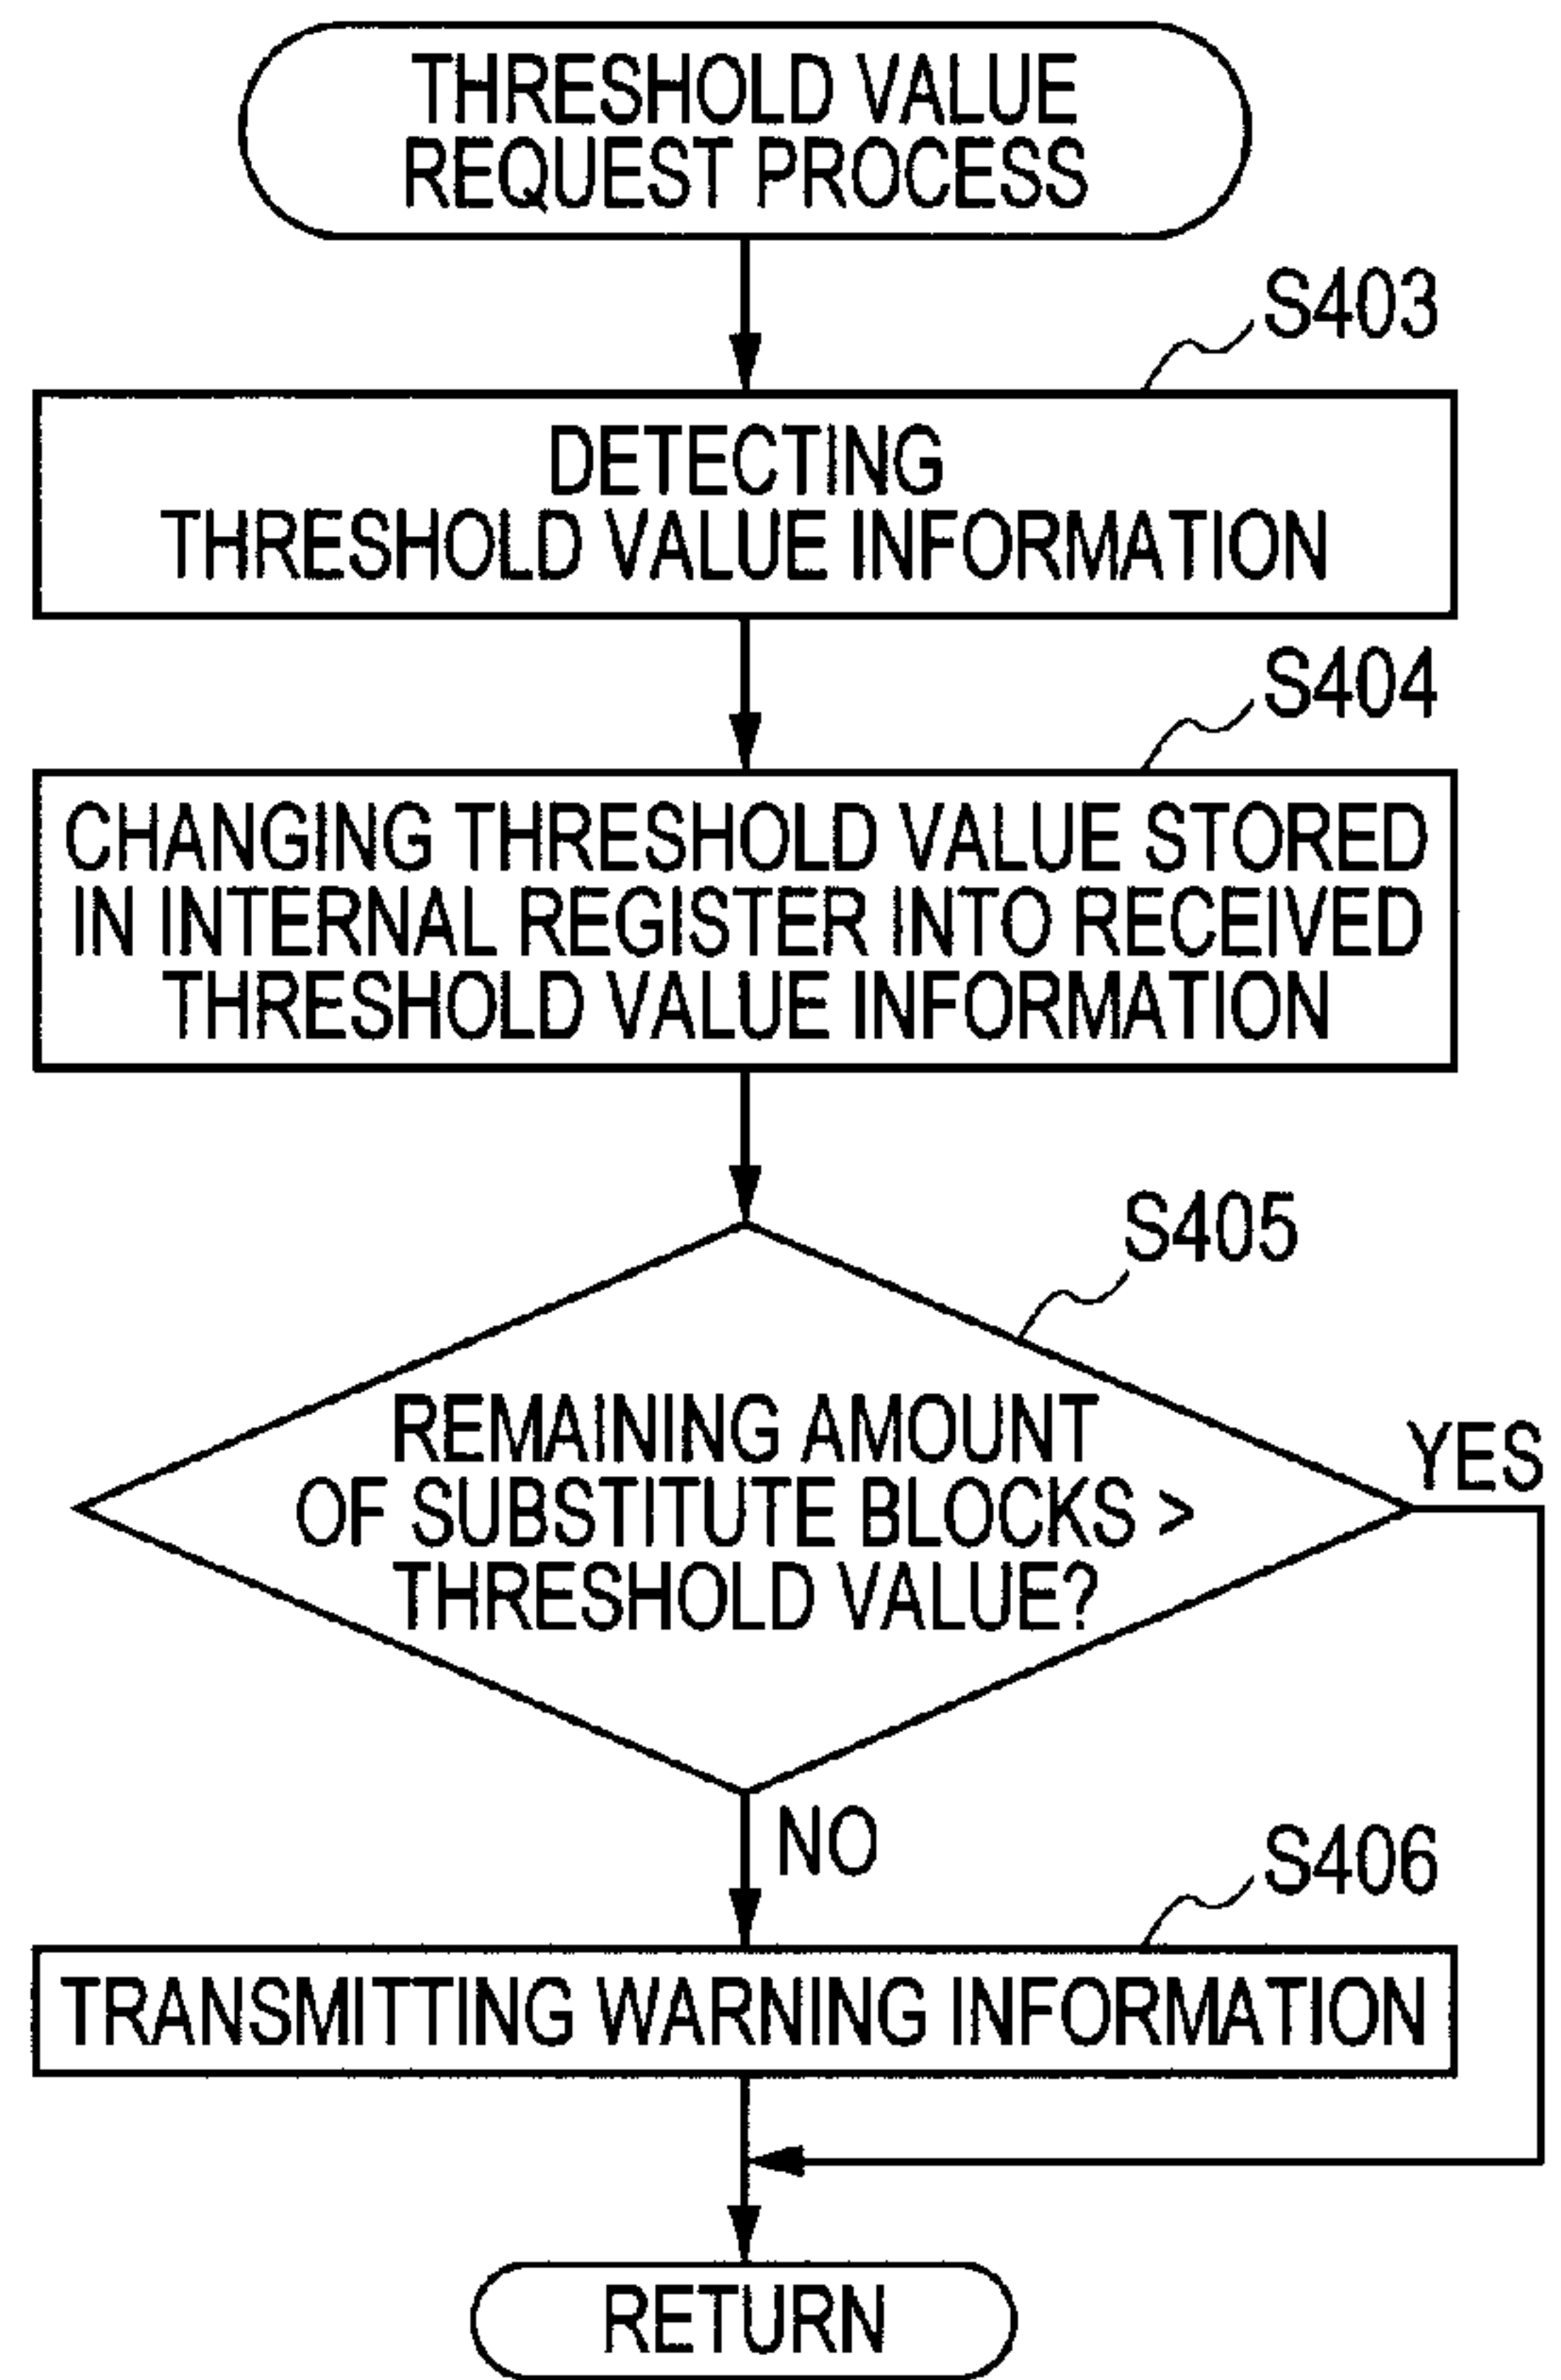 THRESHOLD VALUE
REQUEST PROCESS
S403
DETECTING
THRESHOLD VALUE INFORMATION
S404
CHANGING THRESHOLD VALUE STORED
IN INTERNAL REGISTER INTO RECEIVED
THRESHOLD VALUE INFORMATION
S405
REMAINING AMOUNT
OF SUBSTITUTE BLOCKS >
THRESHOLD VALUE?
YES
NO
S406
TRANSMITTING WARNING INFORMATION
RETURN